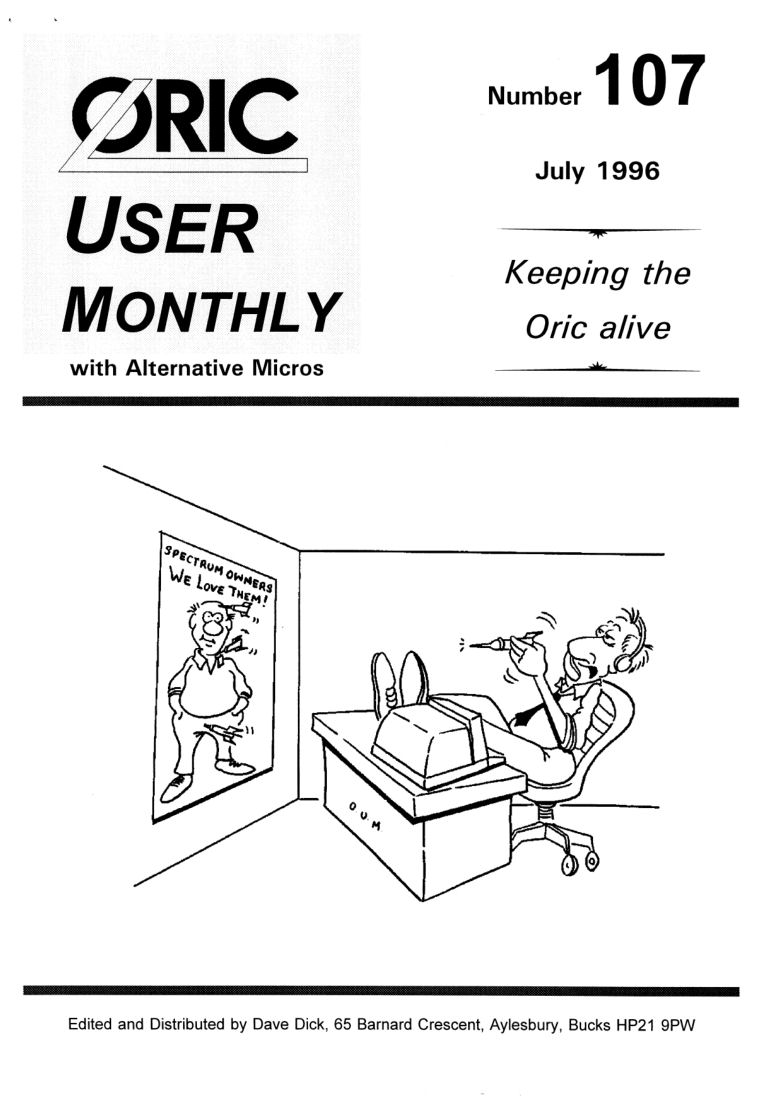 ORIC
USER
MONTHLY
with Alternative Micros
Number 107
July 1996
Keeping the
Oric alive
SPECTRUM OWNERS
WE LOVE THEM!
O U M
Edited and Distributed by Dave Dick, 65 Barnard Crescent, Aylesbury, Bucks HP21 9PW